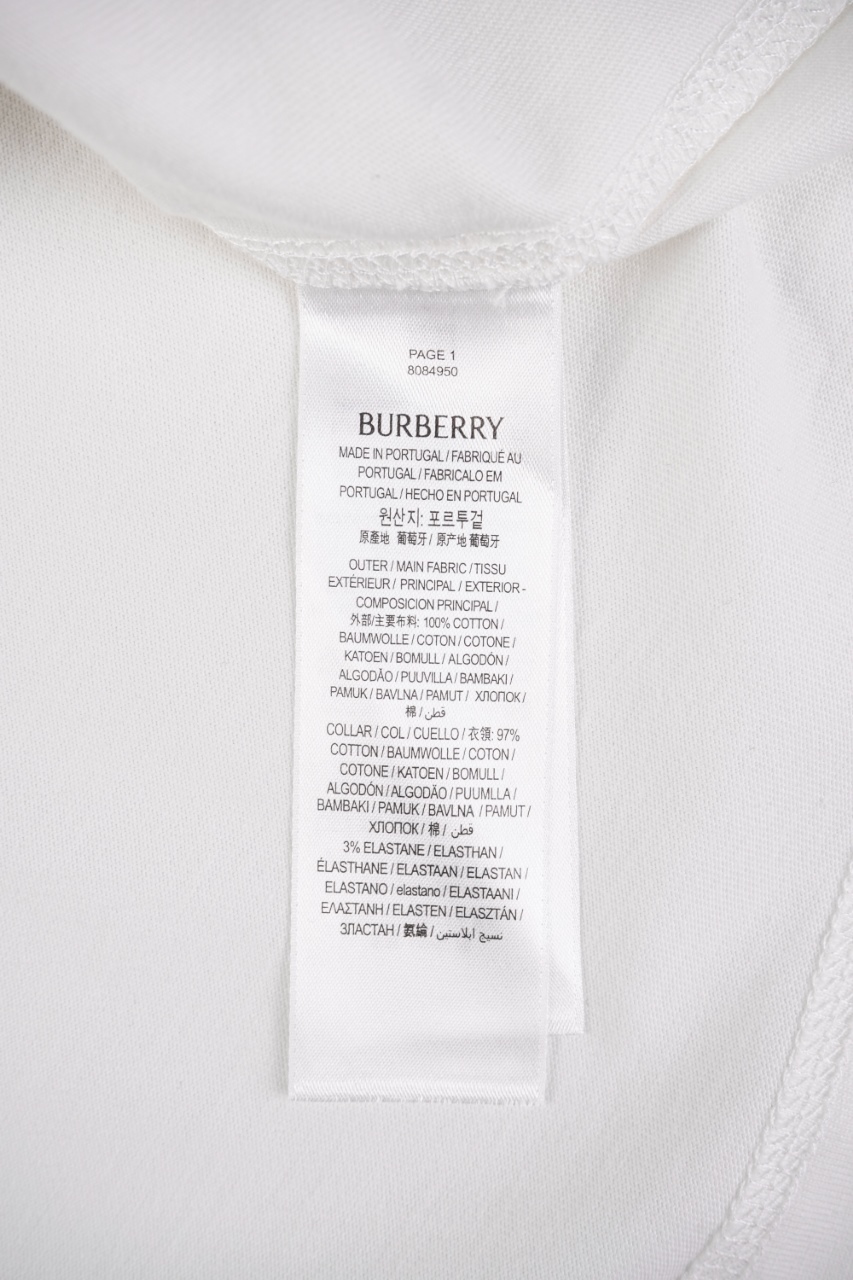 PAGE 1
8084950
BURBERRY
MADE IN PORTUGAL / FABRIQUÉ AU
PORTUGAL / FABRICALO EM
PORTUGAL / HECHO EN PORTUGAL
원산지: 포르투겉
原產地 葡萄牙 / 原产地 葡萄牙
OUTER / MAIN FABRIC / TISSU
EXTÉRIEUR / PRINCIPAL / EXTERIOR -
COMPOSICION PRINCIPAL /
外部/主要布料: 100% COTTON /
BAUMWOLLE / COTON / COTONE /
KATOEN / BOMULL / ALGODÓN /
ALGODÃO / PUUVILLA / BAMBAKI /
PAMUK / BAVLNA / PAMUT / ХЛОПОК /
棉 / قطن
COLLAR / COL / CUELLO / 衣領: 97%
COTTON / BAUMWOLLE / COTON /
COTONE / KATOEN / BOMULL /
ALGODÓN / ALGODÃO / PUUMLLA /
BAMBAKI / PAMUK / BAVLNA / PAMUT /
ХЛОПОК / 棉 / قطن
3% ELASTANE / ELASTHAN /
ÉLASTHANE / ELASTAAN / ELASTAN /
ELASTANO / elastano / ELASTAANI /
ΕΛΑΣΤΑΝΗ / ELASTEN / ELASZTÁN /
ЗЛАСТАН / 氨綸 / نسيج ابلاستين